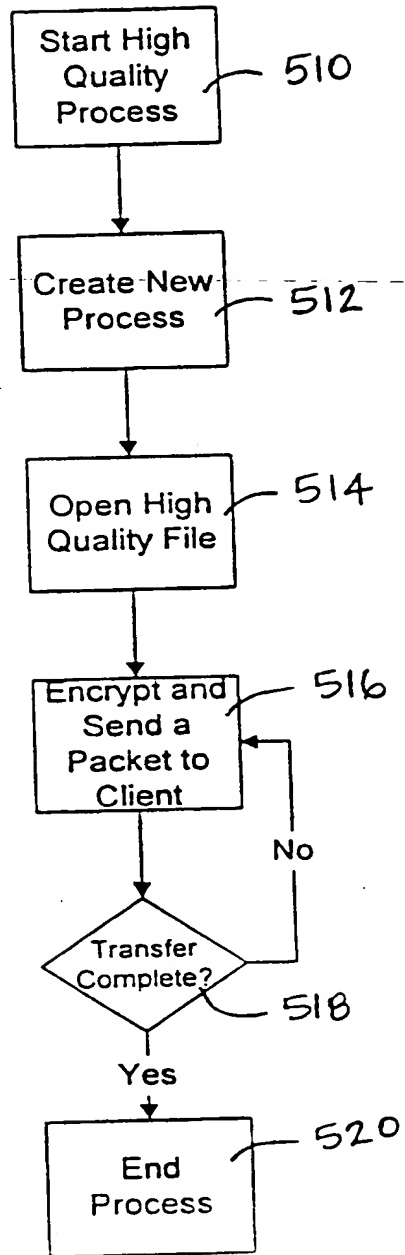 Start High
Quality
Process
510
Create New
Process
512
Open High
Quality File
514
Encrypt and
Send a
Packet to
Client
516
No
Transfer
Complete?
518
Yes
End
Process
520